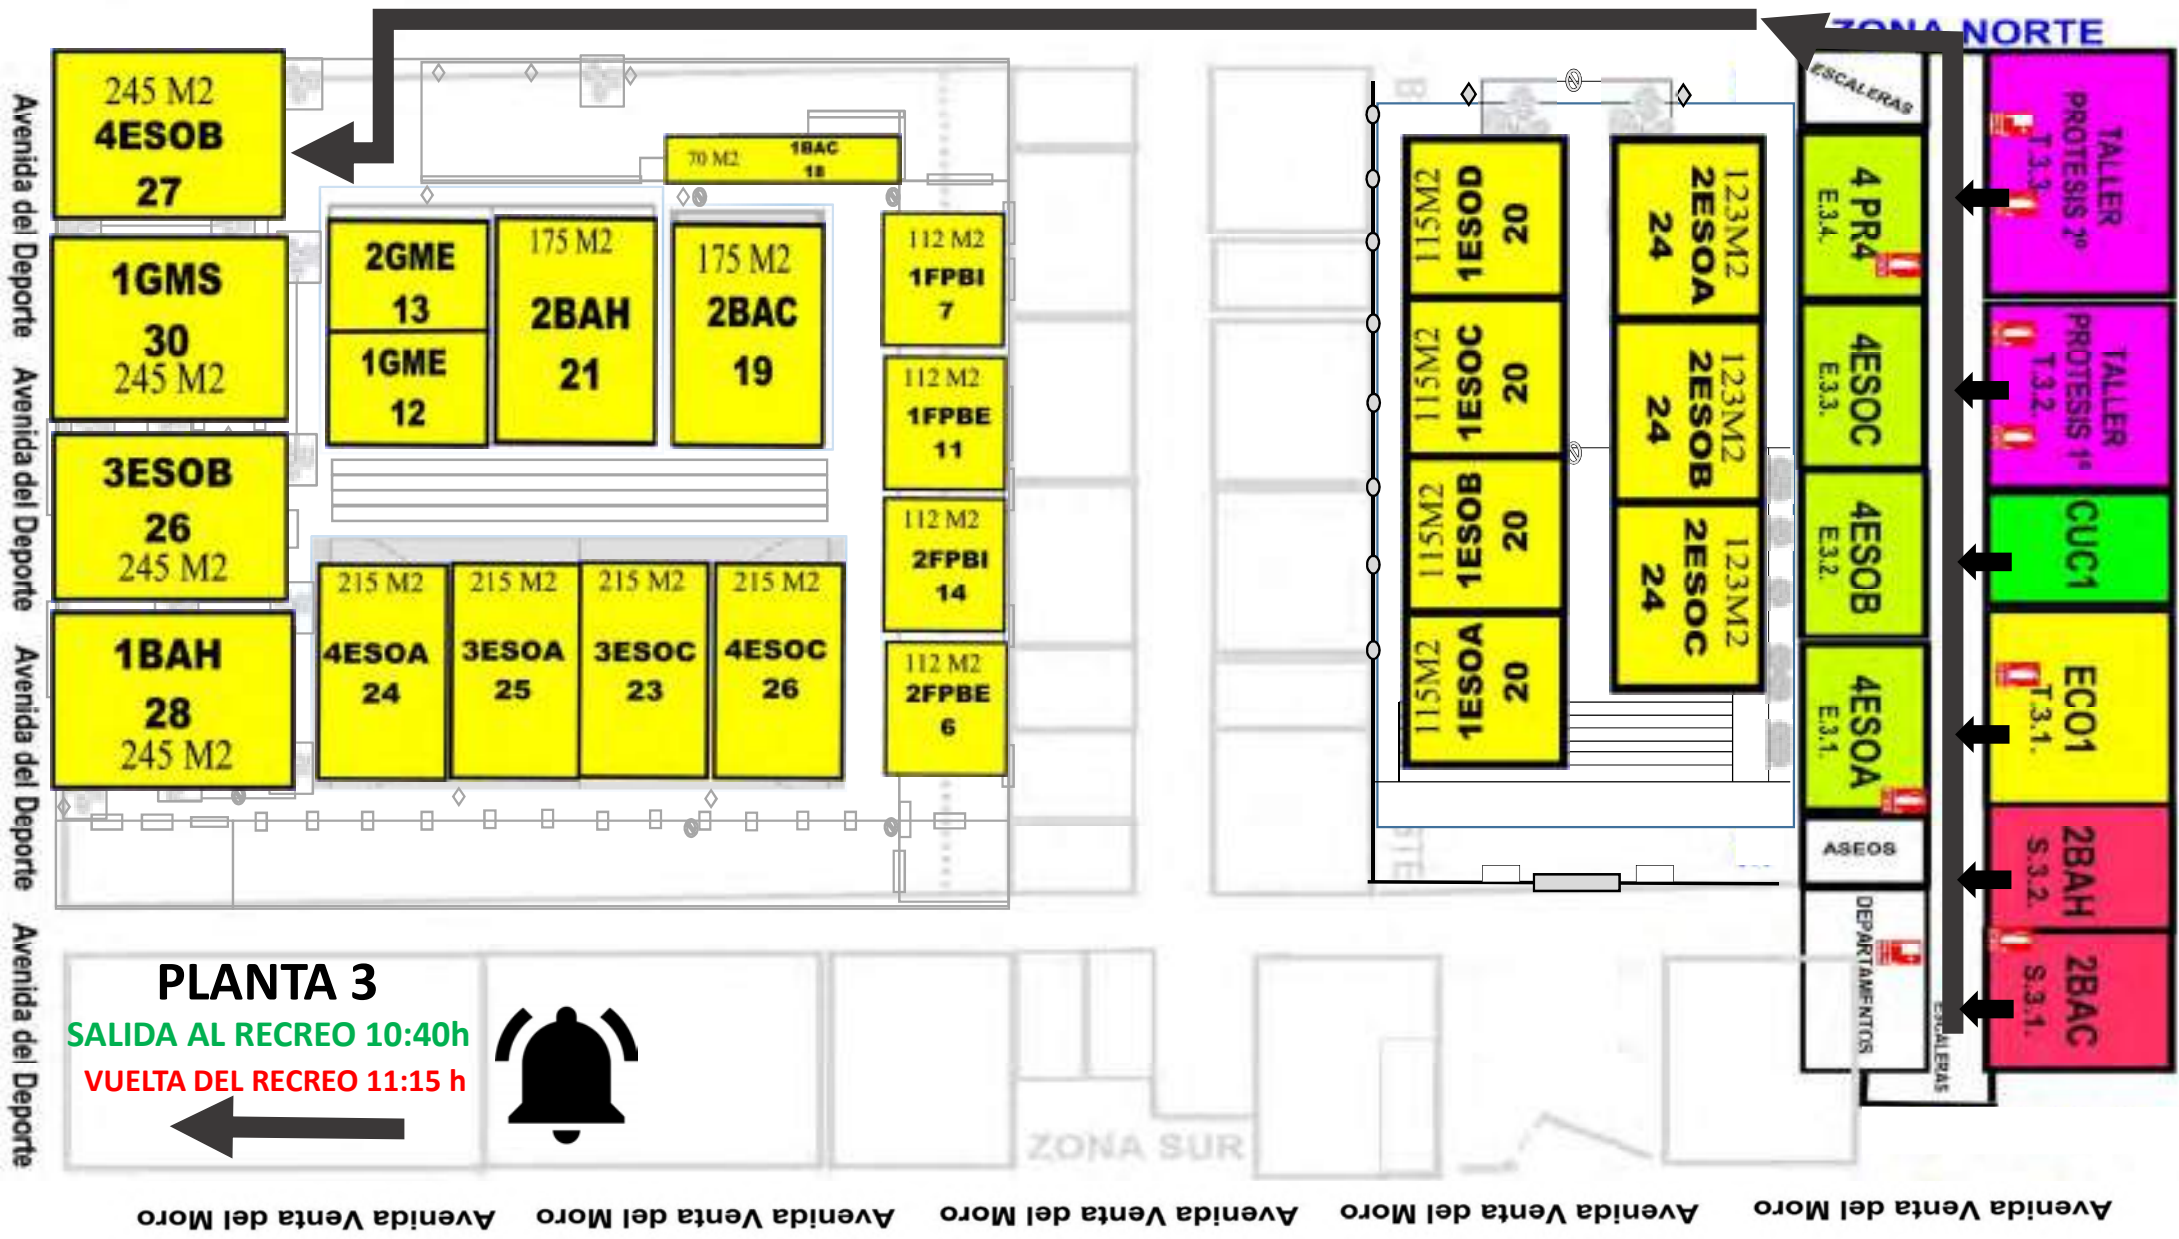 ZONA NORTE
Avenida del Deporte
Avenida del Deporte
Avenida del Deporte
Avenida del Deporte
245 M2
4ESOB
27
1GMS
30
245 M2
3ESOB
26
245 M2
1BAH
28
245 M2
70 M2
1BAC
18
2GME
13
1GME
12
175 M2
2BAH
21
175 M2
2BAC
19
112 M2
1FPBI
7
112 M2
1FPBE
11
112 M2
2FPBI
14
112 M2
2FPBE
6
215 M2
4ESOA
24
215 M2
3ESOA
25
215 M2
3ESOC
23
215 M2
4ESOC
26
115M2
1ESOD
20
115M2
1ESOC
20
115M2
1ESOB
20
115M2
1ESOA
20
123M2
2ESOA
24
123M2
2ESOB
24
123M2
2ESOC
24
ESCALERAS
4 PR4
E.3.4.
4ESOC
E.3.3.
4ESOB
E.3.2.
4ESOA
E.3.1.
ASEOS
DEPARTAMENTOS
ESCALERAS
TALLER
PROTESIS 2º
T.3.3.
TALLER
PROTESIS 1º
T.3.2.
CUC1
ECO1
T.3.1.
2BAH
S.3.2.
2BAC
S.3.1.
PLANTA 3
SALIDA AL RECREO 10:40h
VUELTA DEL RECREO 11:15 h
ZONA SUR
Avenida Venta del Moro
Avenida Venta del Moro
Avenida Venta del Moro
Avenida Venta del Moro
Avenida Venta del Moro